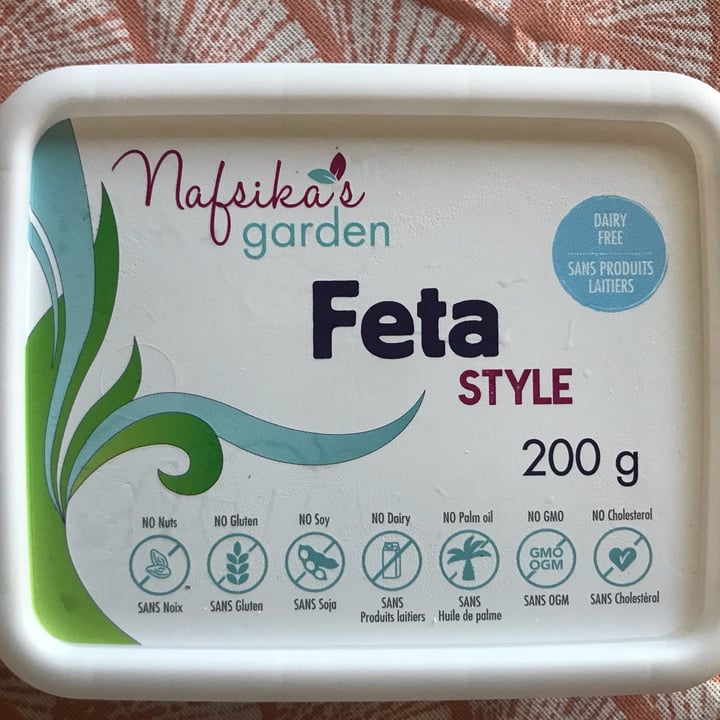 Nafsika's
garden
DAIRY
FREE
SANS PRODUITS
LAITIERS
Feta
STYLE
200 g
NO Nuts
SANS Noix
NO Gluten
SANS Gluten
NO Soy
SANS Soja
NO Dairy
SANS
Produits laitiers
NO Palm oil
SANS
Huile de palme
NO GMO
GMO
OGM
SANS OGM
NO Cholesterol
SANS Cholestérol